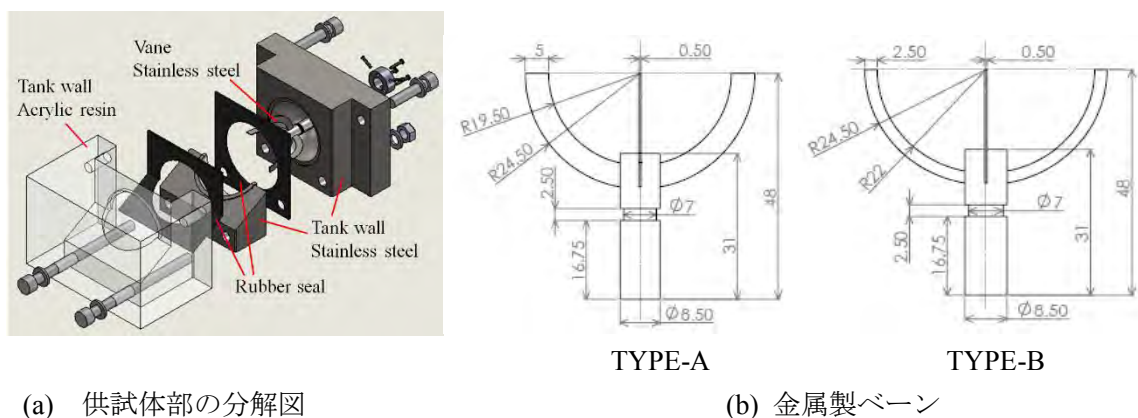 Vane
Stainless steel
Tank wall
Acrylic resin
Tank wall
Stainless steel
Rubber seal
5
0.50
R19.50
R24.50
2.50
16.75
Ø7
31
48
Ø8.50
TYPE-A
2.50
0.50
R24.50
R22
2.50
16.75
Ø7
31
48
Ø8.50
TYPE-B
(a) 供試体部の分解図
(b) 金属製ベーン